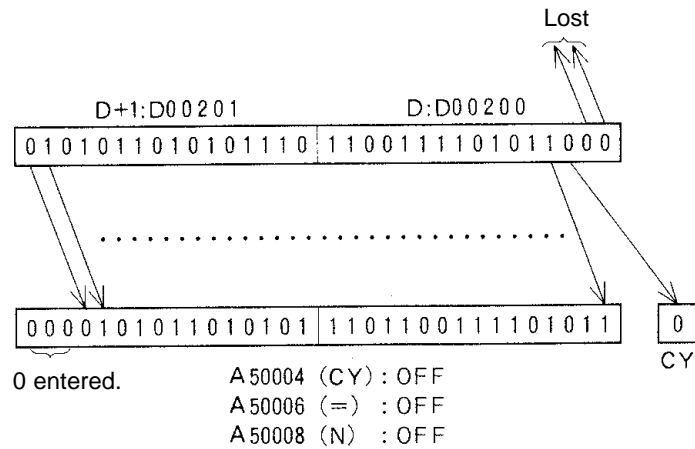 Lost
D+1:D00201 D:D00200
0101011010101110 1100111101011000
0000101011010101 1101100111101011 0
CY
0 entered.
A50004 (CY) : OFF
A50006 (=) : OFF
A50008 (N) : OFF